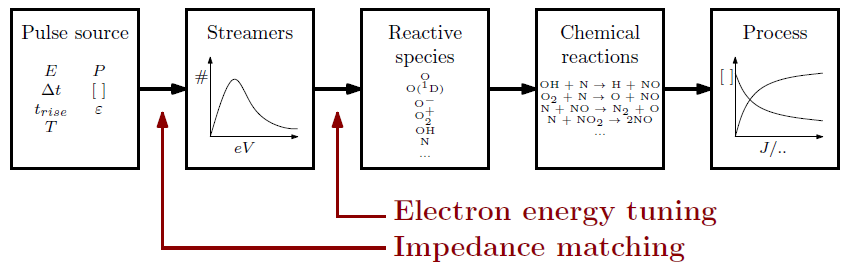 Pulse source
E P
Δt [ ]
t_rise ε
T
Streamers
#
eV
Reactive
species
O
O(¹D)
O⁻
O₂⁺
OH
N
...
Chemical
reactions
OH + N → H + NO
O₂ + N → O + NO
N + NO → N₂ + O
N + NO₂ → 2NO
...
Process
[ ]
J/..
Electron energy tuning
Impedance matching